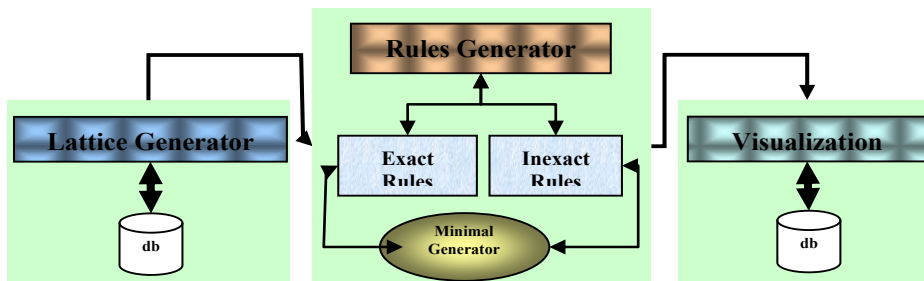 Rules Generator
Lattice Generator
Visualization
Exact
Rules
Inexact
Rules
Minimal
Generator
db
db